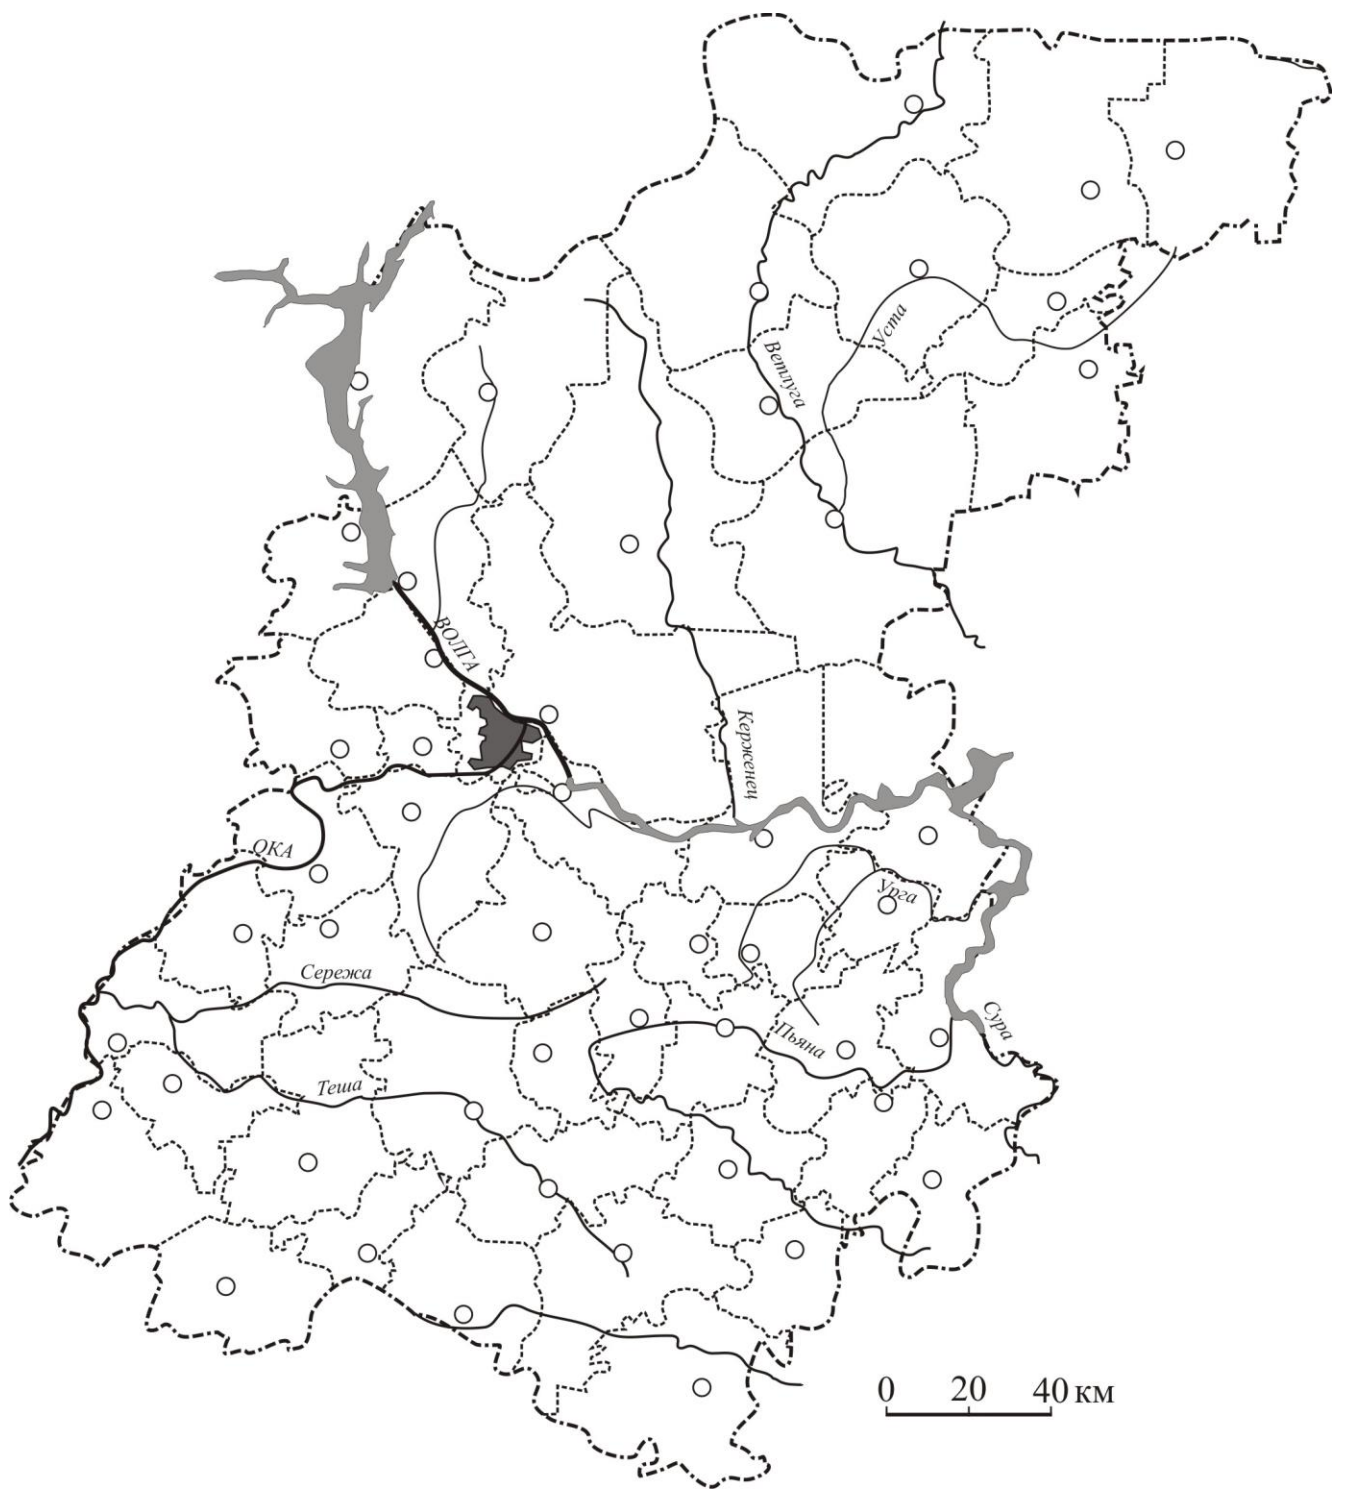 Уста
Ветлуга
ВОЛГА
Керженец
ОКА
Урга
Сережа
Сура
Пьяна
Теша
0 20 40 км